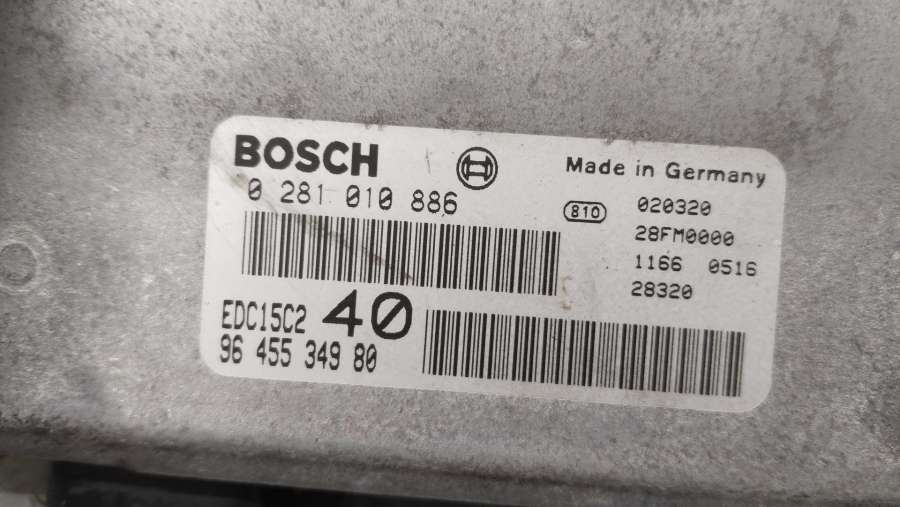 BOSCH
Made in Germany
0 281 010 886
810
020320
28FM0000
1166 0516
28320
EDC15C2 40
96 455 349 80